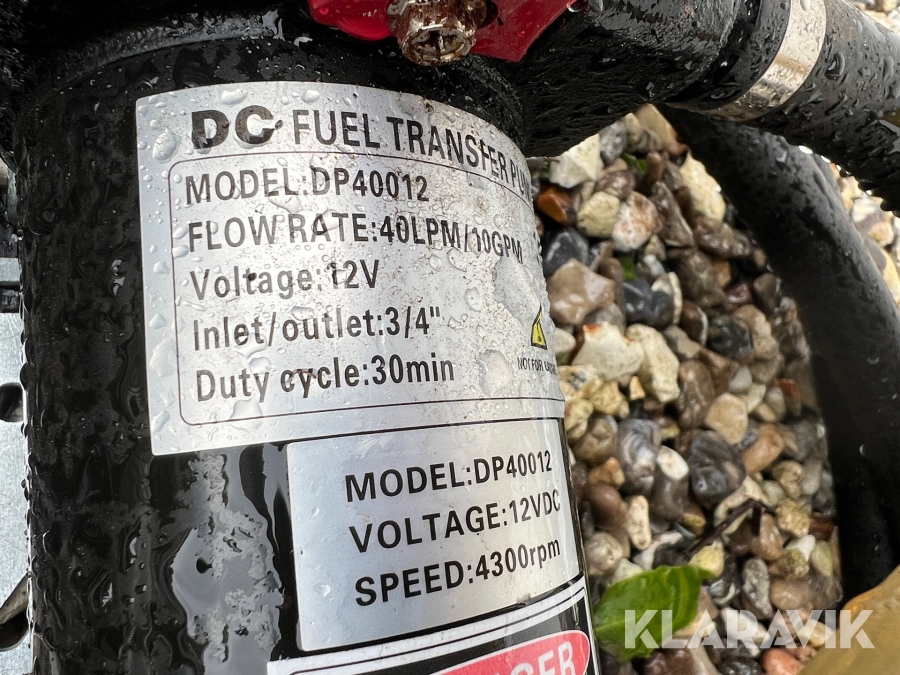 DC FUEL TRANSFER
MODEL:DP40012
FLOW RATE:40LPM/10GPM
Voltage:12V
Inlet/outlet:3/4"
Duty cycle:30min
NOT FOR
MODEL:DP40012
VOLTAGE:12VDC
SPEED:4300rpm
KLARAVIK